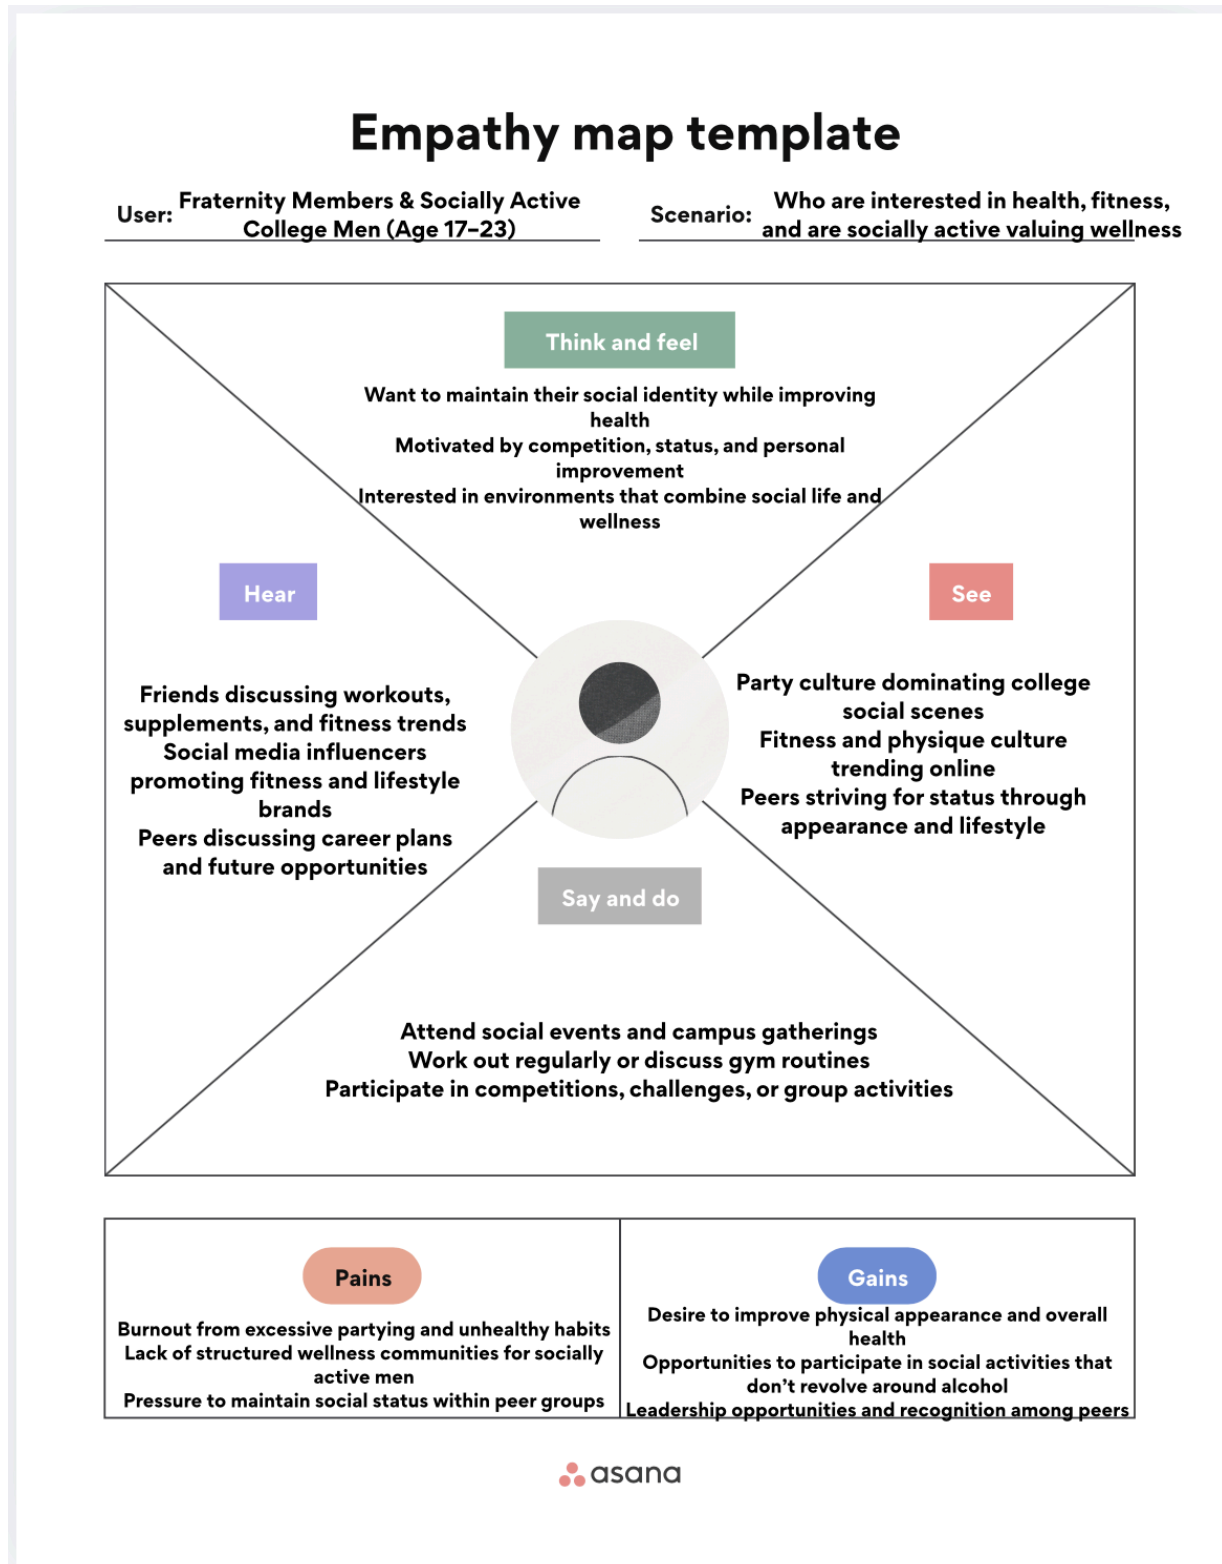 Empathy map template
User: Fraternity Members & Socially Active
College Men (Age 17–23)
Scenario: Who are interested in health, fitness,
and are socially active valuing wellness
Think and feel
Want to maintain their social identity while improving
health
Motivated by competition, status, and personal
improvement
Interested in environments that combine social life and
wellness
Hear
Friends discussing workouts,
supplements, and fitness trends
Social media influencers
promoting fitness and lifestyle
brands
Peers discussing career plans
and future opportunities
See
Party culture dominating college
social scenes
Fitness and physique culture
trending online
Peers striving for status through
appearance and lifestyle
Say and do
Attend social events and campus gatherings
Work out regularly or discuss gym routines
Participate in competitions, challenges, or group activities
Pains
Burnout from excessive partying and unhealthy habits
Lack of structured wellness communities for socially
active men
Pressure to maintain social status within peer groups
Gains
Desire to improve physical appearance and overall
health
Opportunities to participate in social activities that
don't revolve around alcohol
Leadership opportunities and recognition among peers
asana